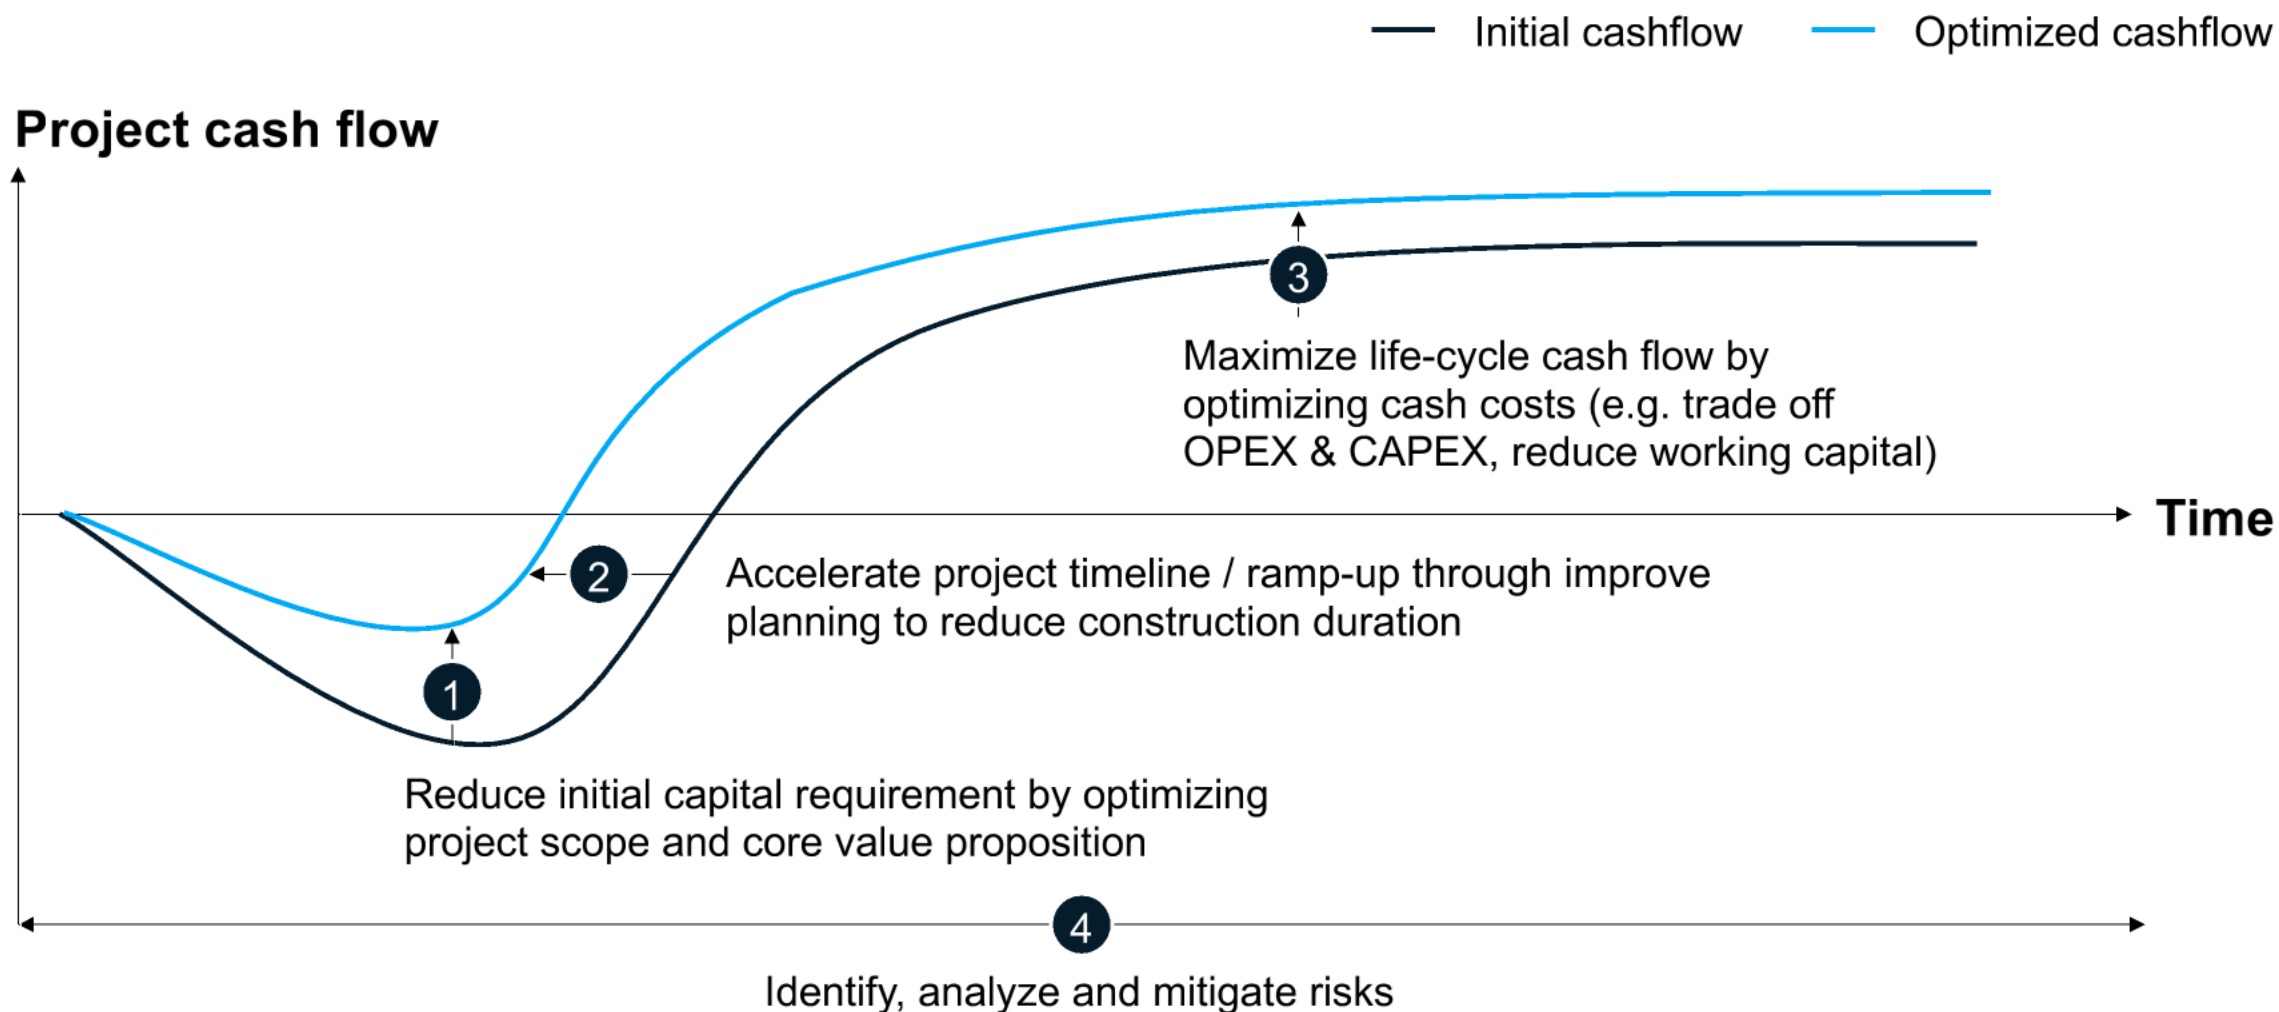 Initial cashflow
Optimized cashflow
Project cash flow
3
Maximize life-cycle cash flow by
optimizing cash costs (e.g. trade off
OPEX & CAPEX, reduce working capital)
Time
2
Accelerate project timeline / ramp-up through improve
planning to reduce construction duration
1
Reduce initial capital requirement by optimizing
project scope and core value proposition
4
Identify, analyze and mitigate risks